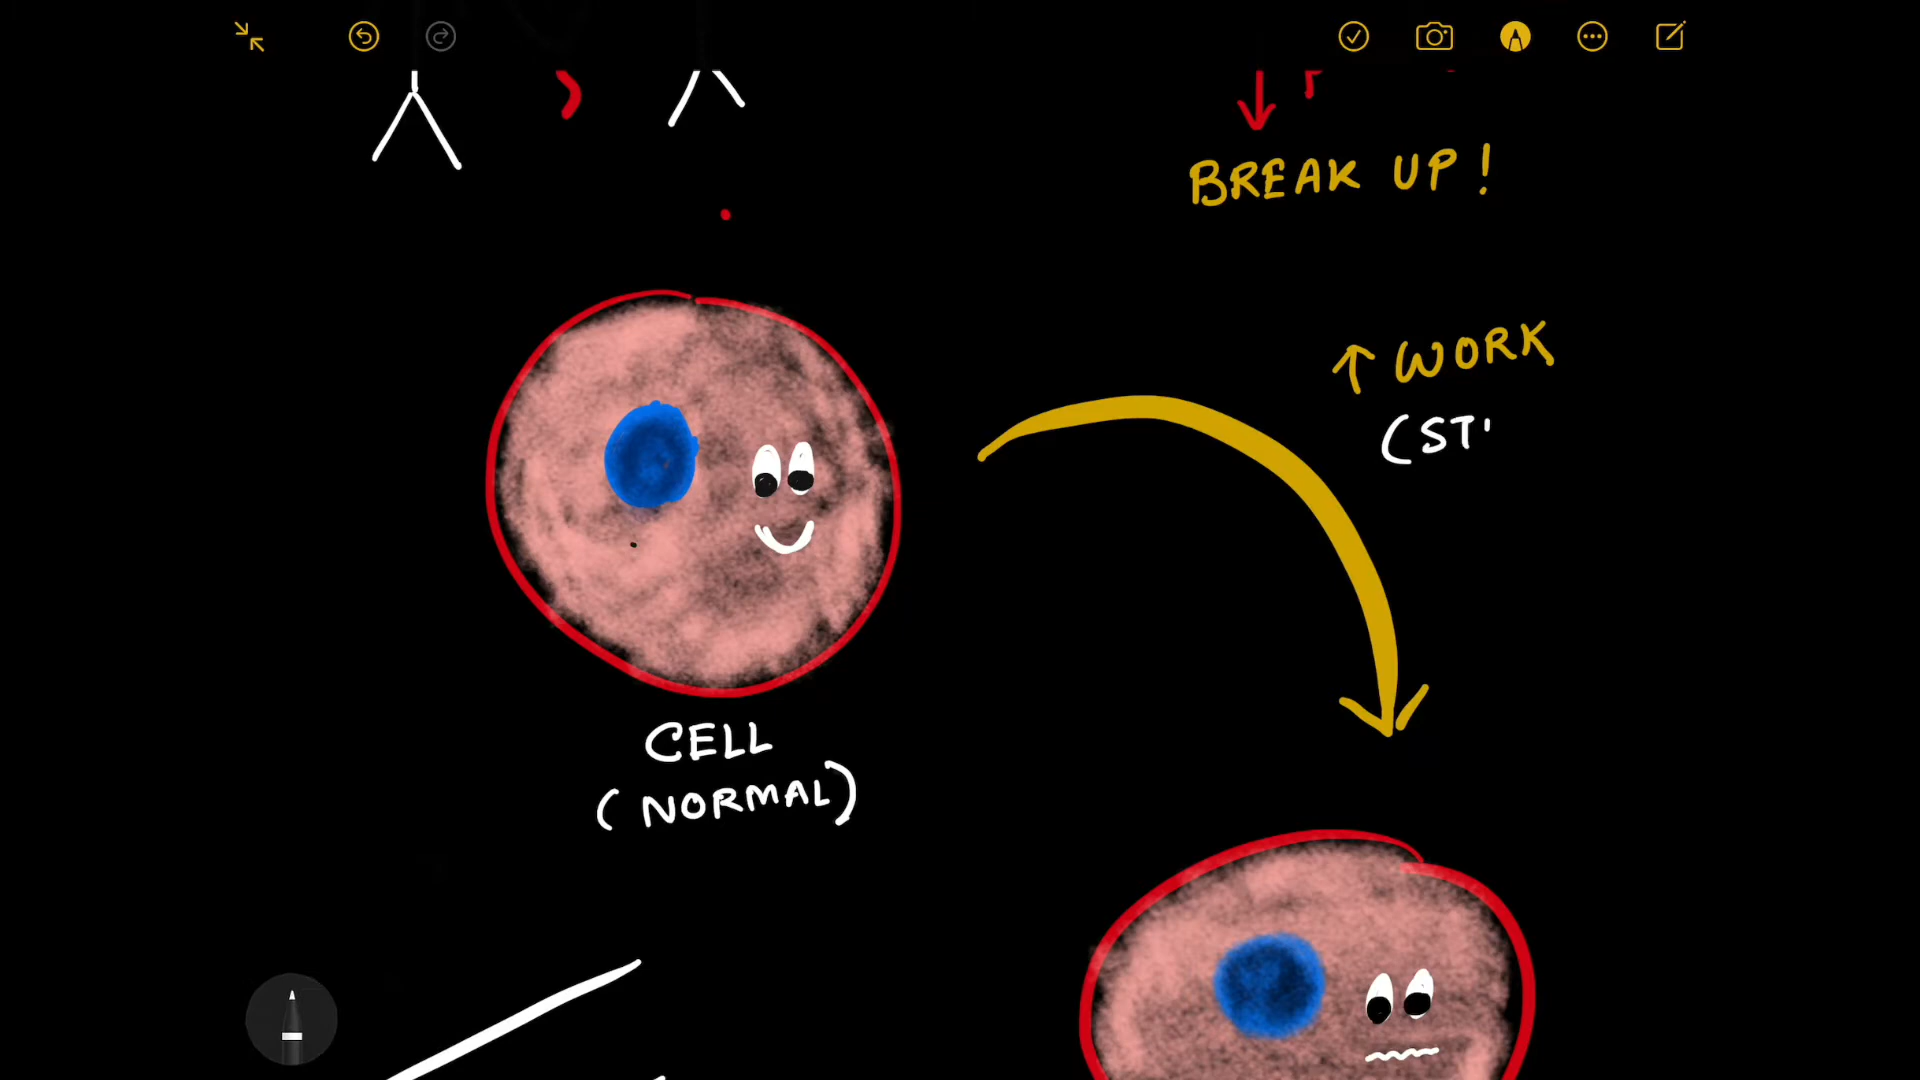 BREAK UP!
↑ WORK
(ST
CELL
(NORMAL)